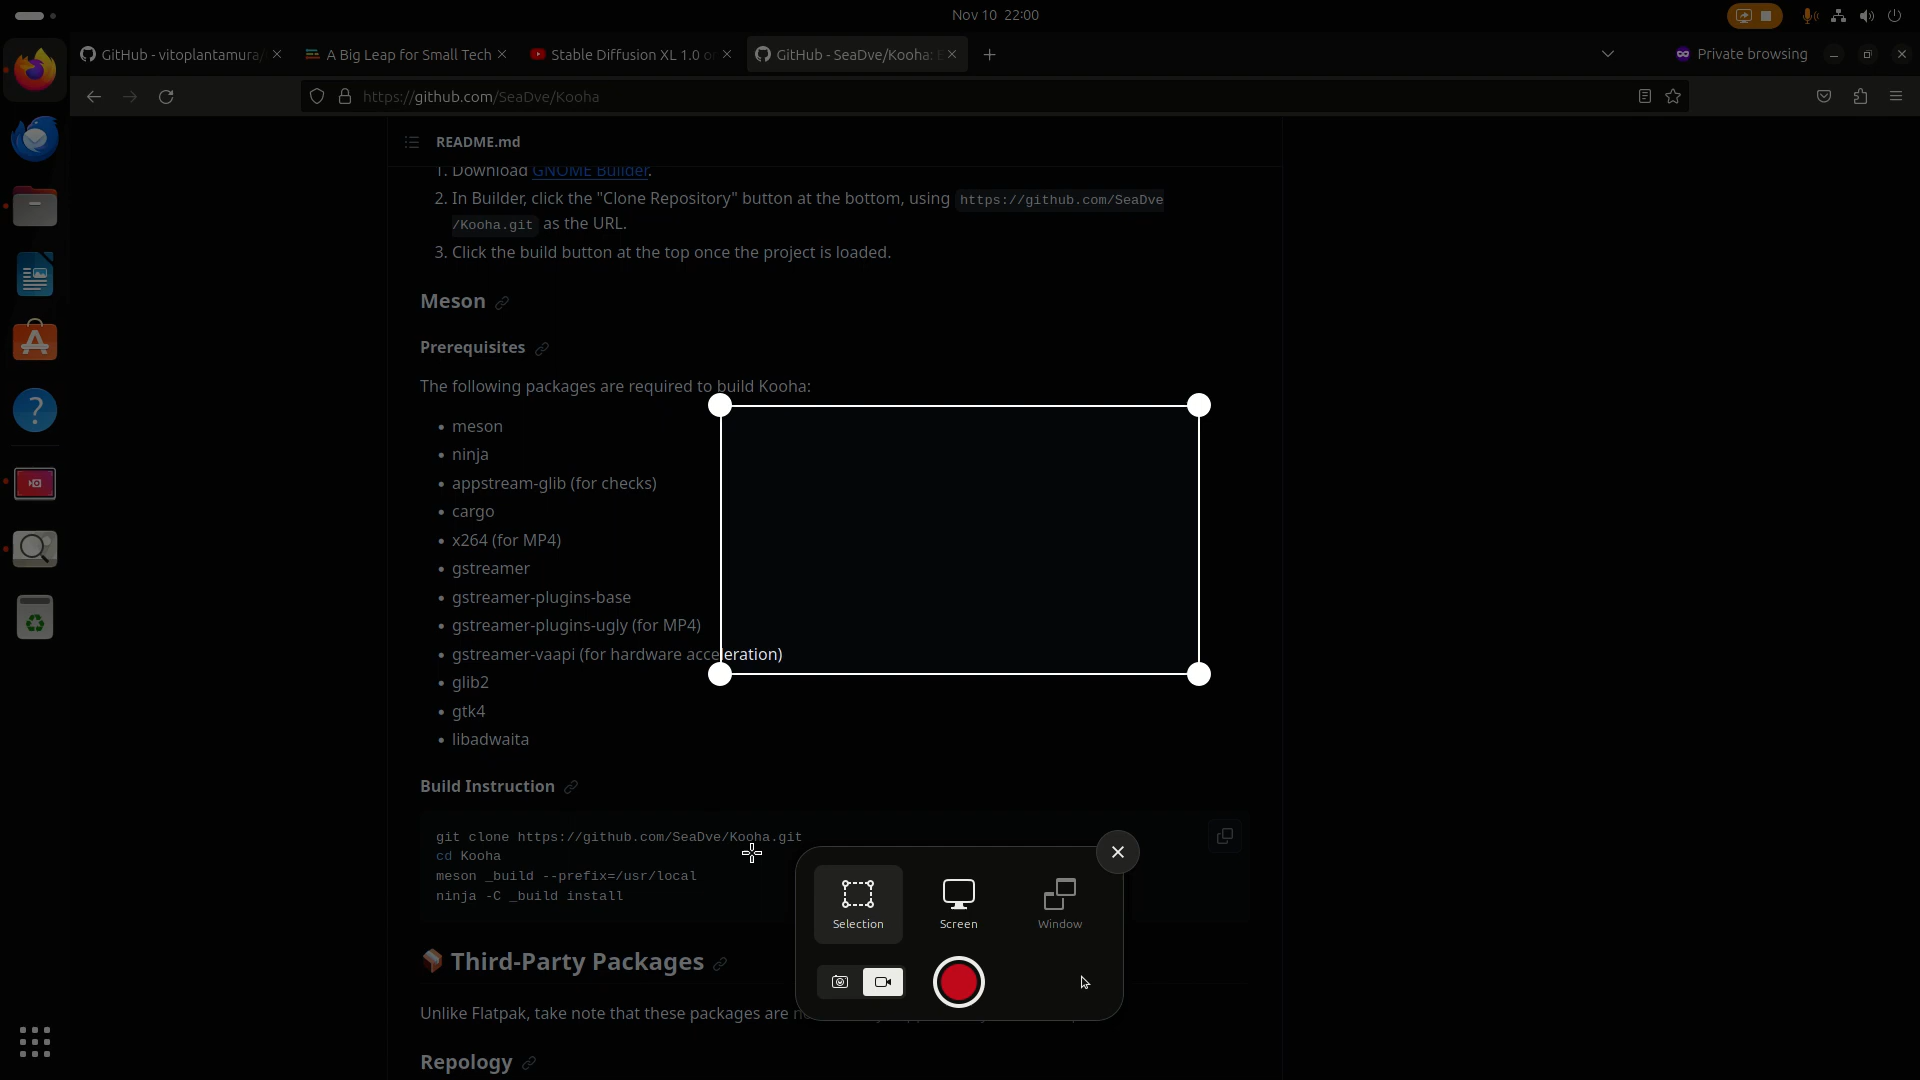 Nov 10 22:00
GitHub - vitoplantamura/
A Big Leap for Small Tech
Stable Diffusion XL 1.0 o
GitHub - SeaDve/Kooha:
Private browsing
https://github.com/SeaDve/Kooha
README.md
1. Download GNOME Builder.
2. In Builder, click the "Clone Repository" button at the bottom, using https://github.com/SeaDve
/Kooha.git as the URL.
3. Click the build button at the top once the project is loaded.
Meson
Prerequisites
The following packages are required to build Kooha:
• meson
• ninja
• appstream-glib (for checks)
• cargo
• x264 (for MP4)
• gstreamer
• gstreamer-plugins-base
• gstreamer-plugins-ugly (for MP4)
• gstreamer-vaapi (for hardware acceleration)
• glib2
• gtk4
• libadwaita
Build Instruction
git clone https://github.com/SeaDve/Kooha.git
cd Kooha
meson _build --prefix=/usr/local
ninja -C _build install
Selection
Screen
Window
Third-Party Packages
Unlike Flatpak, take note that these packages are
Repology